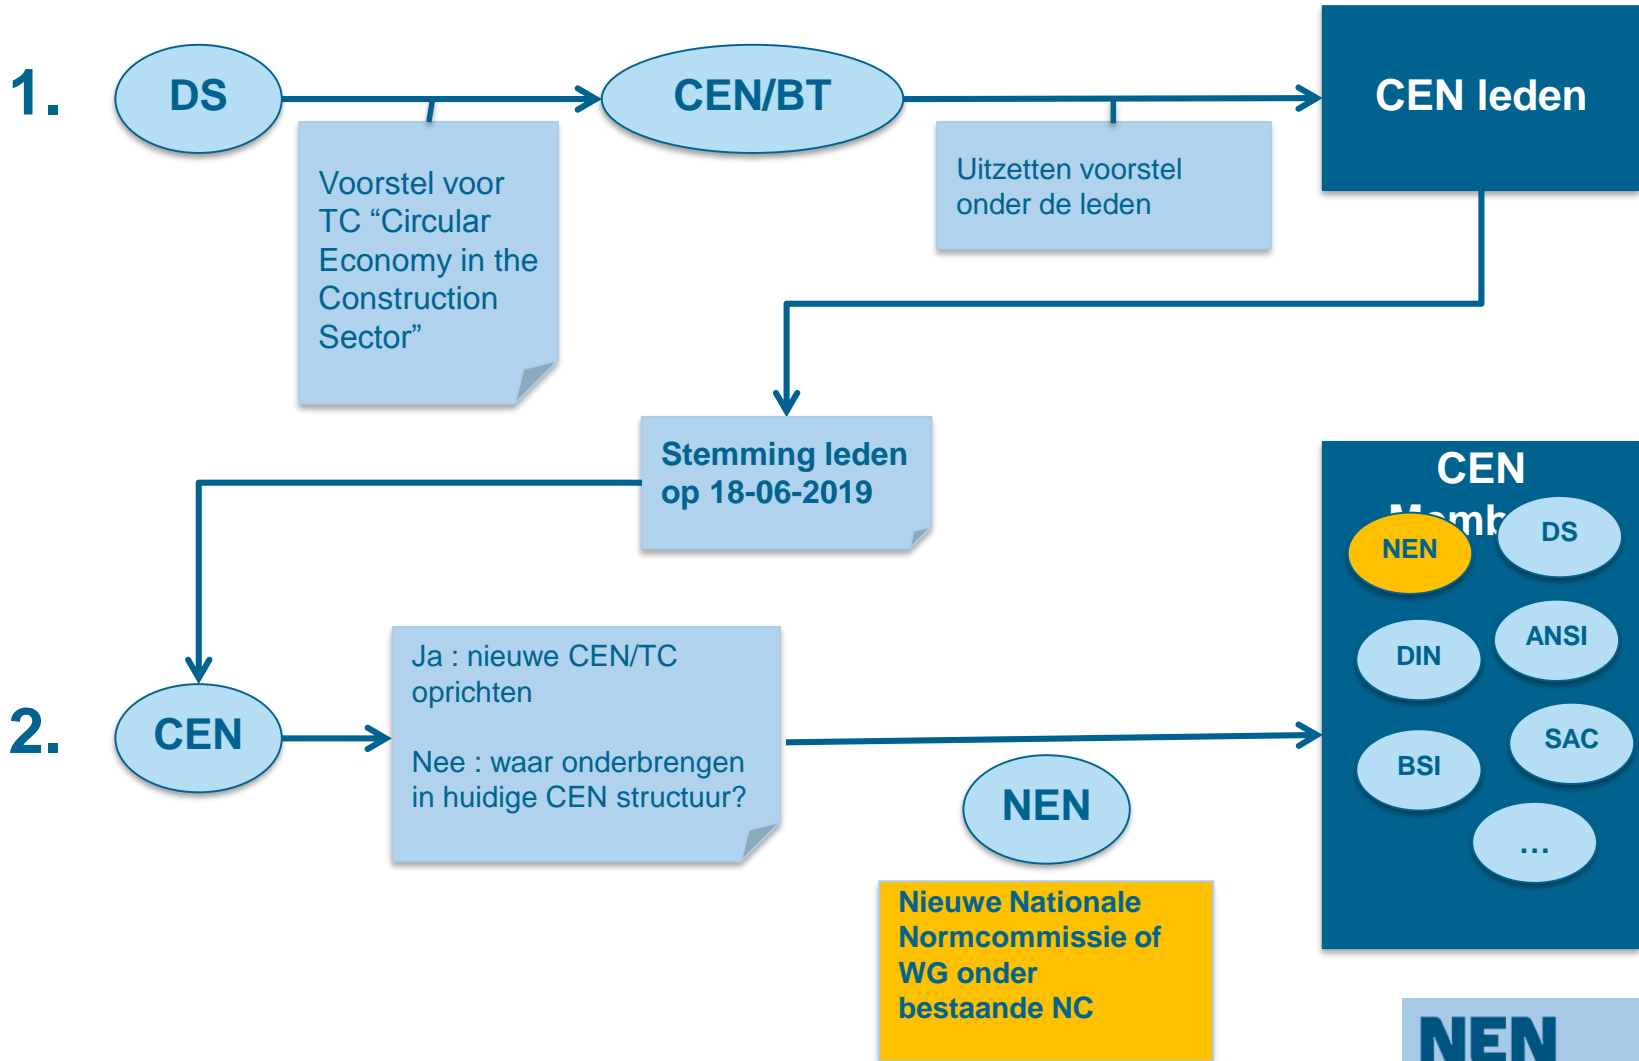 1.
DS
CEN/BT
CEN leden
Voorstel voor
TC “Circular
Economy in the
Construction
Sector”
Uitzetten voorstel
onder de leden
Stemming leden
op 18-06-2019
2.
CEN
Ja : nieuwe CEN/TC
oprichten
Nee : waar onderbrengen
in huidige CEN structuur?
NEN
Nieuwe Nationale
Normcommissie of
WG onder
bestaande NC
CEN
NEN
DS
DIN
ANSI
BSI
SAC
…
NEN